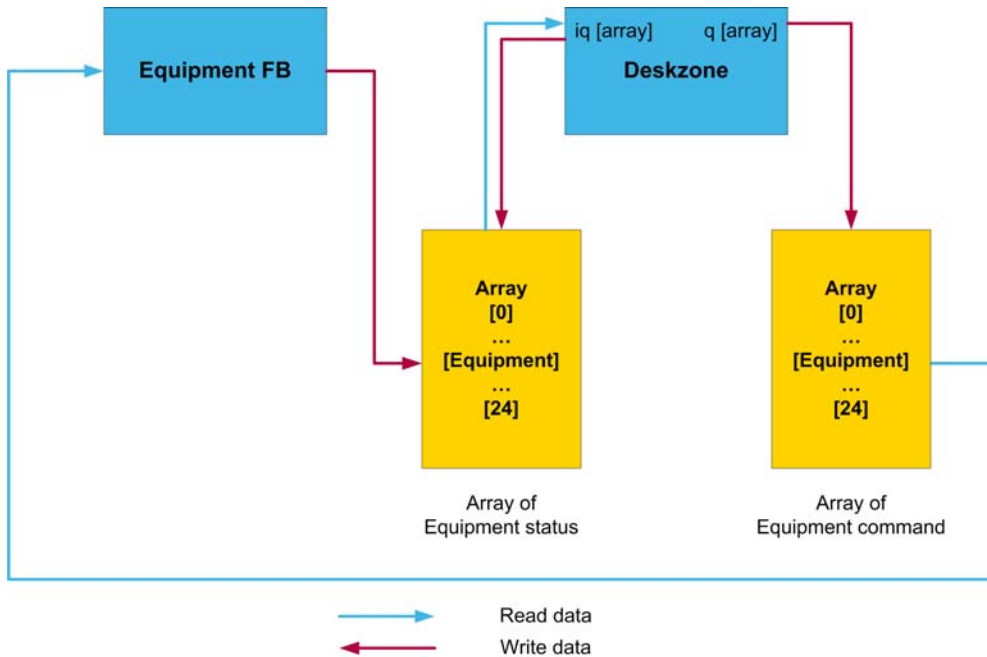 iq [array] q [array]
Equipment FB
Deskzone
Array
[0]
...
[Equipment]
...
[24]
Array
[0]
...
[Equipment]
...
[24]
Array of
Equipment status
Array of
Equipment command
Read data
Write data